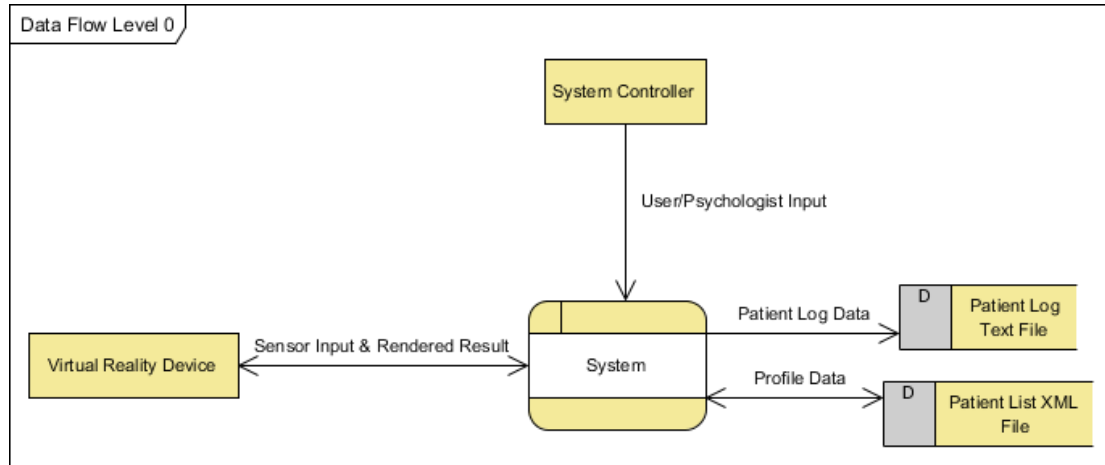 Data Flow Level 0
System Controller
User/Psychologist Input
D
Patient Log
Text File
Patient Log Data
Sensor Input & Rendered Result
Virtual Reality Device
System
Profile Data
D
Patient List XML
File